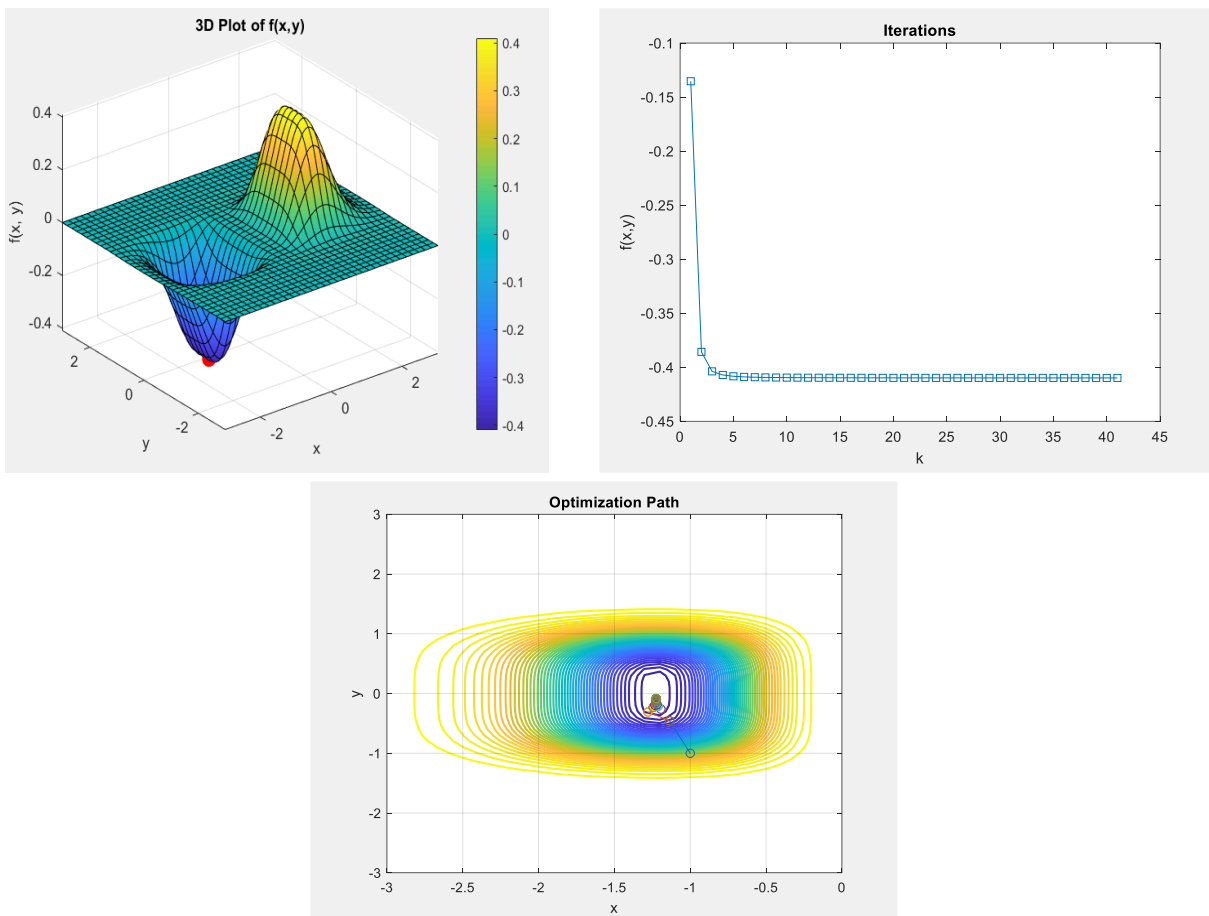 3D Plot of f(x,y)
0.4
0.2
0
-0.2
-0.4
f(x, y)
2
0
-2
y
-2
0
2
x
0.4
0.3
0.2
0.1
0
-0.1
-0.2
-0.3
-0.4
Iterations
-0.1
-0.15
-0.2
-0.25
-0.3
-0.35
-0.4
-0.45
f(x,y)
0 5 10 15 20 25 30 35 40 45
k
Optimization Path
3
2
1
0
-1
-2
-3
y
-3 -2.5 -2 -1.5 -1 -0.5 0
x